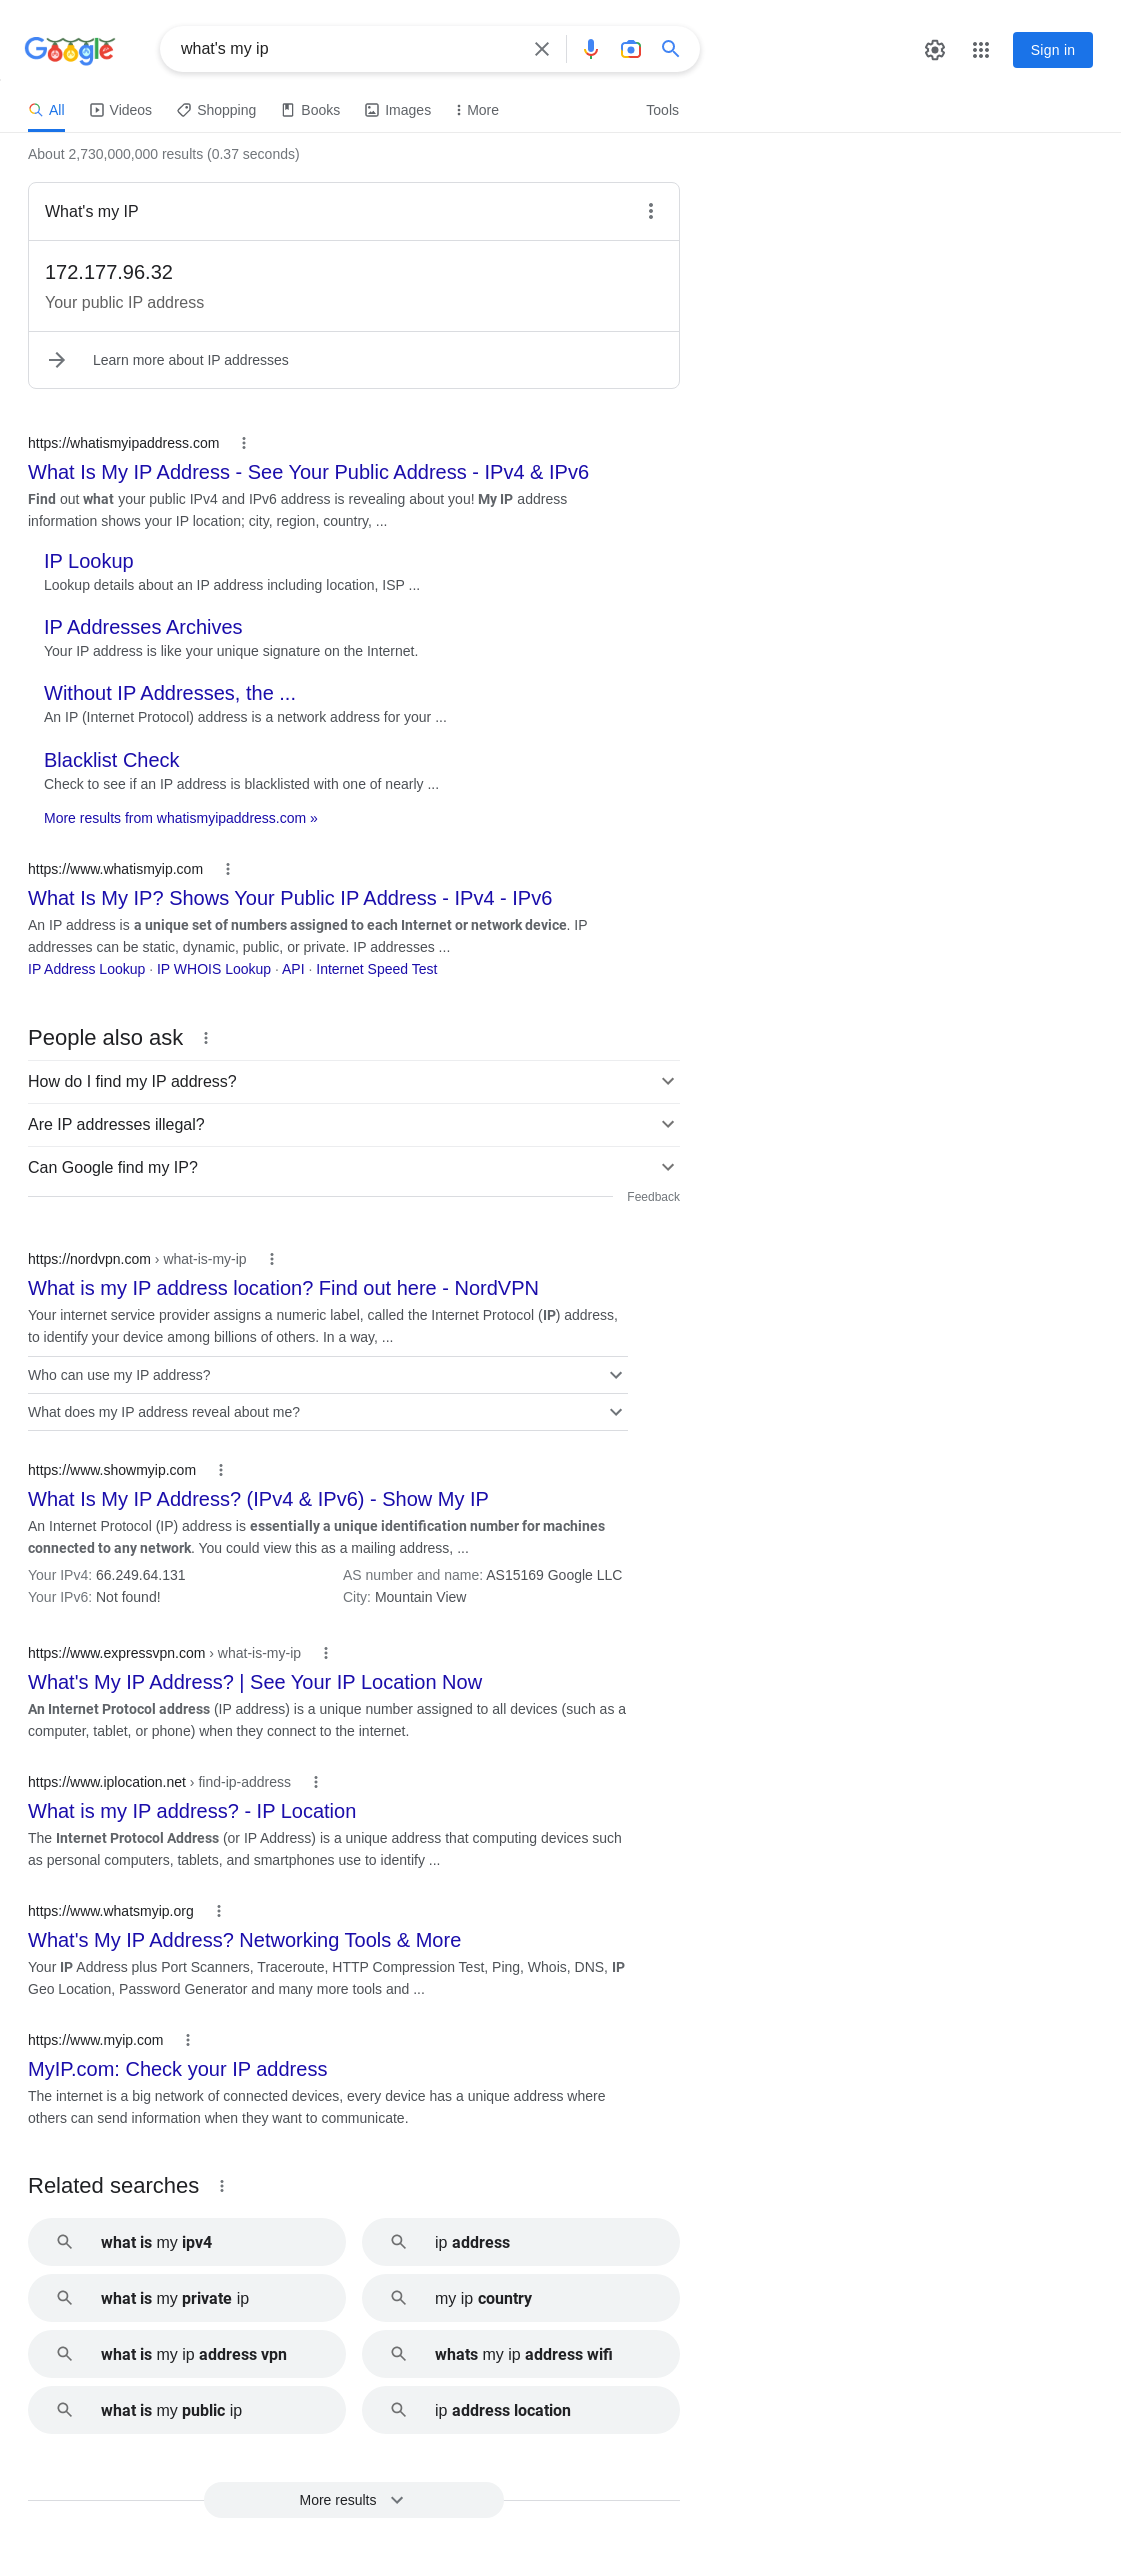 Google
what's my ip
Sign in
All
Videos
Shopping
Books
Images
More
Tools
About 2,730,000,000 results (0.37 seconds)
What's my IP
172.177.96.32
Your public IP address
Learn more about IP addresses
https://whatismyipaddress.com
What Is My IP Address - See Your Public Address - IPv4 & IPv6
Find out what your public IPv4 and IPv6 address is revealing about you! My IP address
information shows your IP location; city, region, country, ...
IP Lookup
Lookup details about an IP address including location, ISP ...
IP Addresses Archives
Your IP address is like your unique signature on the Internet.
Without IP Addresses, the ...
An IP (Internet Protocol) address is a network address for your ...
Blacklist Check
Check to see if an IP address is blacklisted with one of nearly ...
More results from whatismyipaddress.com »
https://www.whatismyip.com
What Is My IP? Shows Your Public IP Address - IPv4 - IPv6
An IP address is a unique set of numbers assigned to each Internet or network device. IP
addresses can be static, dynamic, public, or private. IP addresses ...
IP Address Lookup · IP WHOIS Lookup · API · Internet Speed Test
People also ask
How do I find my IP address?
Are IP addresses illegal?
Can Google find my IP?
Feedback
https://nordvpn.com › what-is-my-ip
What is my IP address location? Find out here - NordVPN
Your internet service provider assigns a numeric label, called the Internet Protocol (IP) address,
to identify your device among billions of others. In a way, ...
Who can use my IP address?
What does my IP address reveal about me?
https://www.showmyip.com
What Is My IP Address? (IPv4 & IPv6) - Show My IP
An Internet Protocol (IP) address is essentially a unique identification number for machines
connected to any network. You could view this as a mailing address, ...
Your IPv4: 66.249.64.131
AS number and name: AS15169 Google LLC
Your IPv6: Not found!
City: Mountain View
https://www.expressvpn.com › what-is-my-ip
What's My IP Address? | See Your IP Location Now
An Internet Protocol address (IP address) is a unique number assigned to all devices (such as a
computer, tablet, or phone) when they connect to the internet.
https://www.iplocation.net › find-ip-address
What is my IP address? - IP Location
The Internet Protocol Address (or IP Address) is a unique address that computing devices such
as personal computers, tablets, and smartphones use to identify ...
https://www.whatsmyip.org
What's My IP Address? Networking Tools & More
Your IP Address plus Port Scanners, Traceroute, HTTP Compression Test, Ping, Whois, DNS, IP
Geo Location, Password Generator and many more tools and ...
https://www.myip.com
MyIP.com: Check your IP address
The internet is a big network of connected devices, every device has a unique address where
others can send information when they want to communicate.
Related searches
what is my ipv4
ip address
what is my private ip
my ip country
what is my ip address vpn
whats my ip address wifi
what is my public ip
ip address location
More results